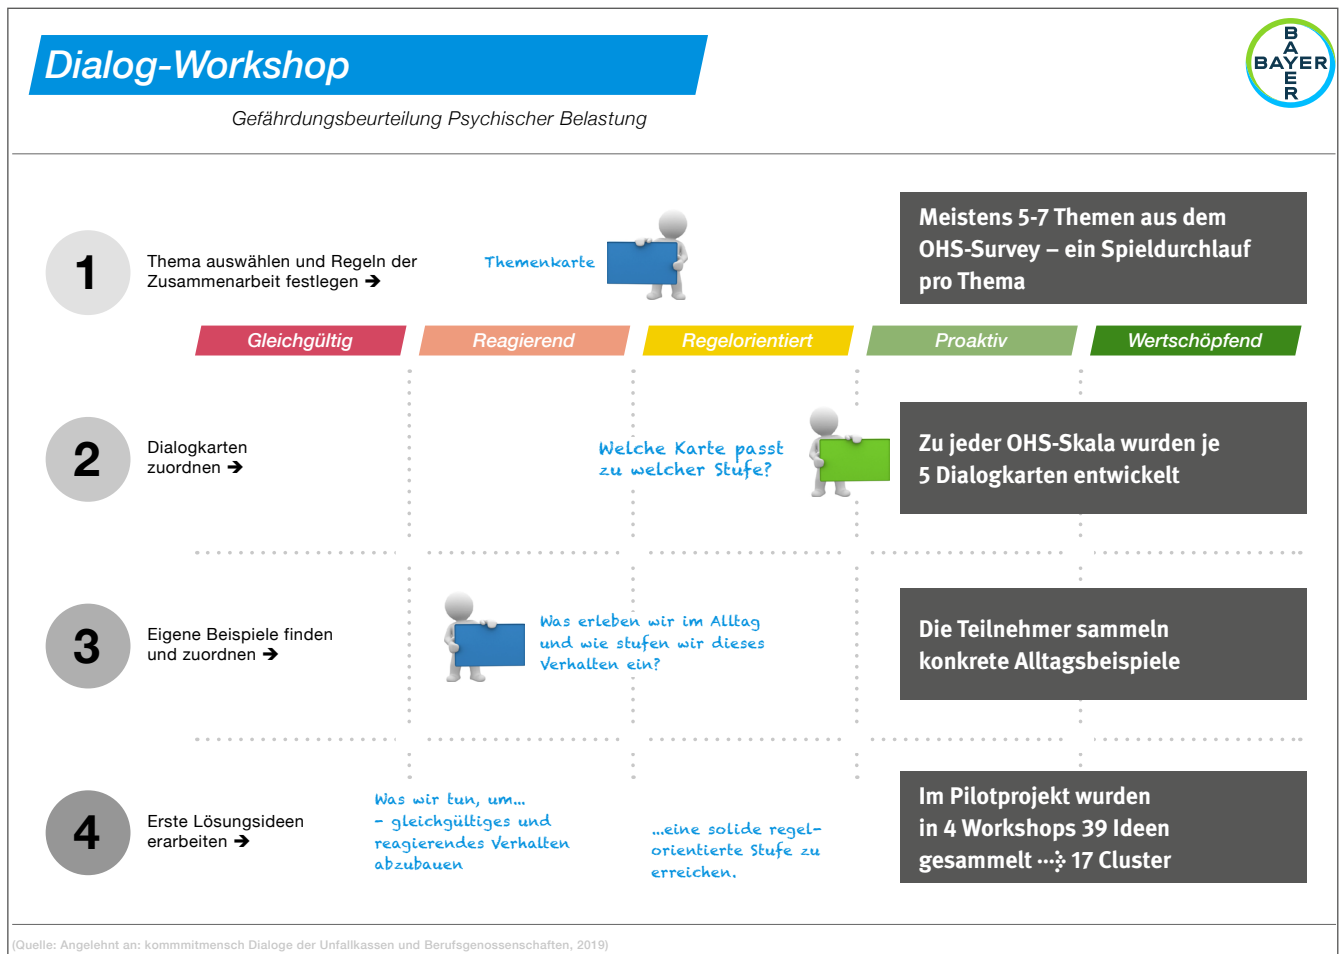 Dialog-Workshop
BAYER
BAYER
Gefährdungsbeurteilung Psychischer Belastung
1
Thema auswählen und Regeln der
Zusammenarbeit festlegen ➔
Themenkarte
Meistens 5-7 Themen aus dem
OHS-Survey – ein Spieldurchlauf
pro Thema
Gleichgültig
Reagierend
Regelorientiert
Proaktiv
Wertschöpfend
2
Dialogkarten
zuordnen ➔
Welche Karte passt
zu welcher Stufe?
Zu jeder OHS-Skala wurden je
5 Dialogkarten entwickelt
3
Eigene Beispiele finden
und zuordnen ➔
Was erleben wir im Alltag
und wie stufen wir dieses
Verhalten ein?
Die Teilnehmer sammeln
konkrete Alltagsbeispiele
4
Erste Lösungsideen
erarbeiten ➔
Was wir tun, um...
- gleichgültiges und
reagierendes Verhalten
abzubauen
...eine solide regel-
orientierte Stufe zu
erreichen.
Im Pilotprojekt wurden
in 4 Workshops 39 Ideen
gesammelt ···> 17 Cluster
(Quelle: Angelehnt an: kommmitmensch Dialoge der Unfallkassen und Berufsgenossenschaften, 2019)